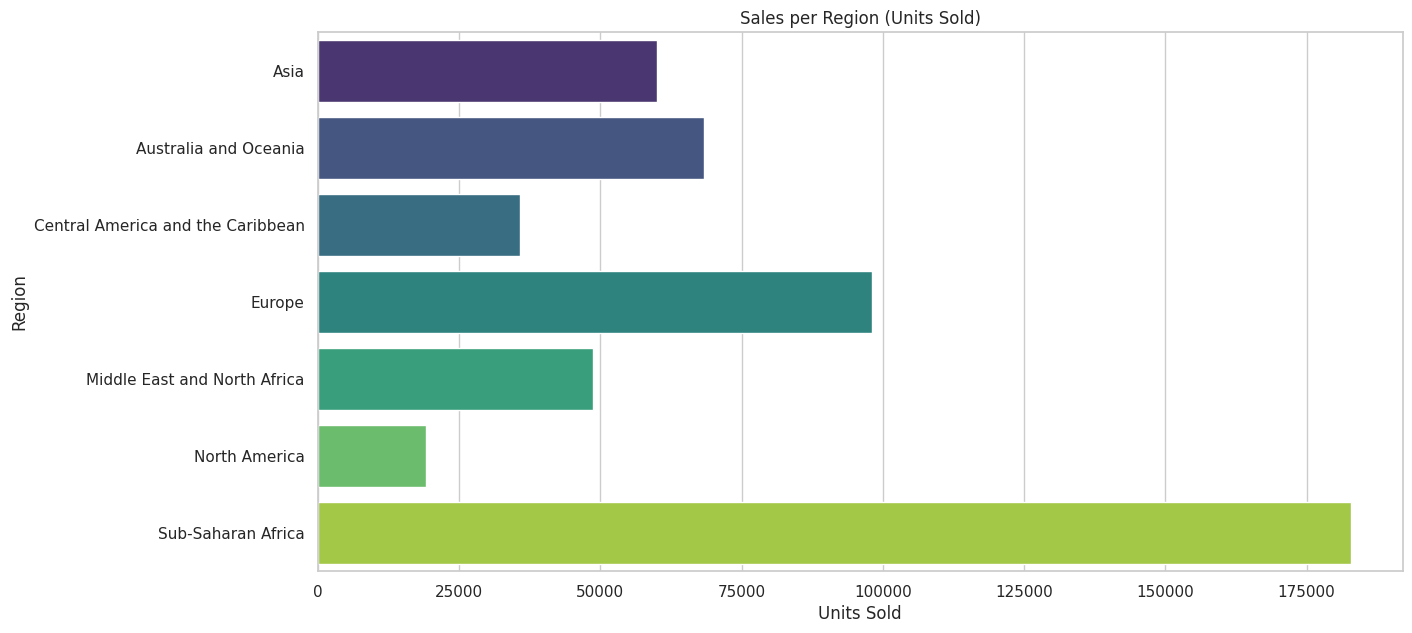 Sales per Region (Units Sold)
Region
Asia
Australia and Oceania
Central America and the Caribbean
Europe
Middle East and North Africa
North America
Sub-Saharan Africa
0 25000 50000 75000 100000 125000 150000 175000
Units Sold